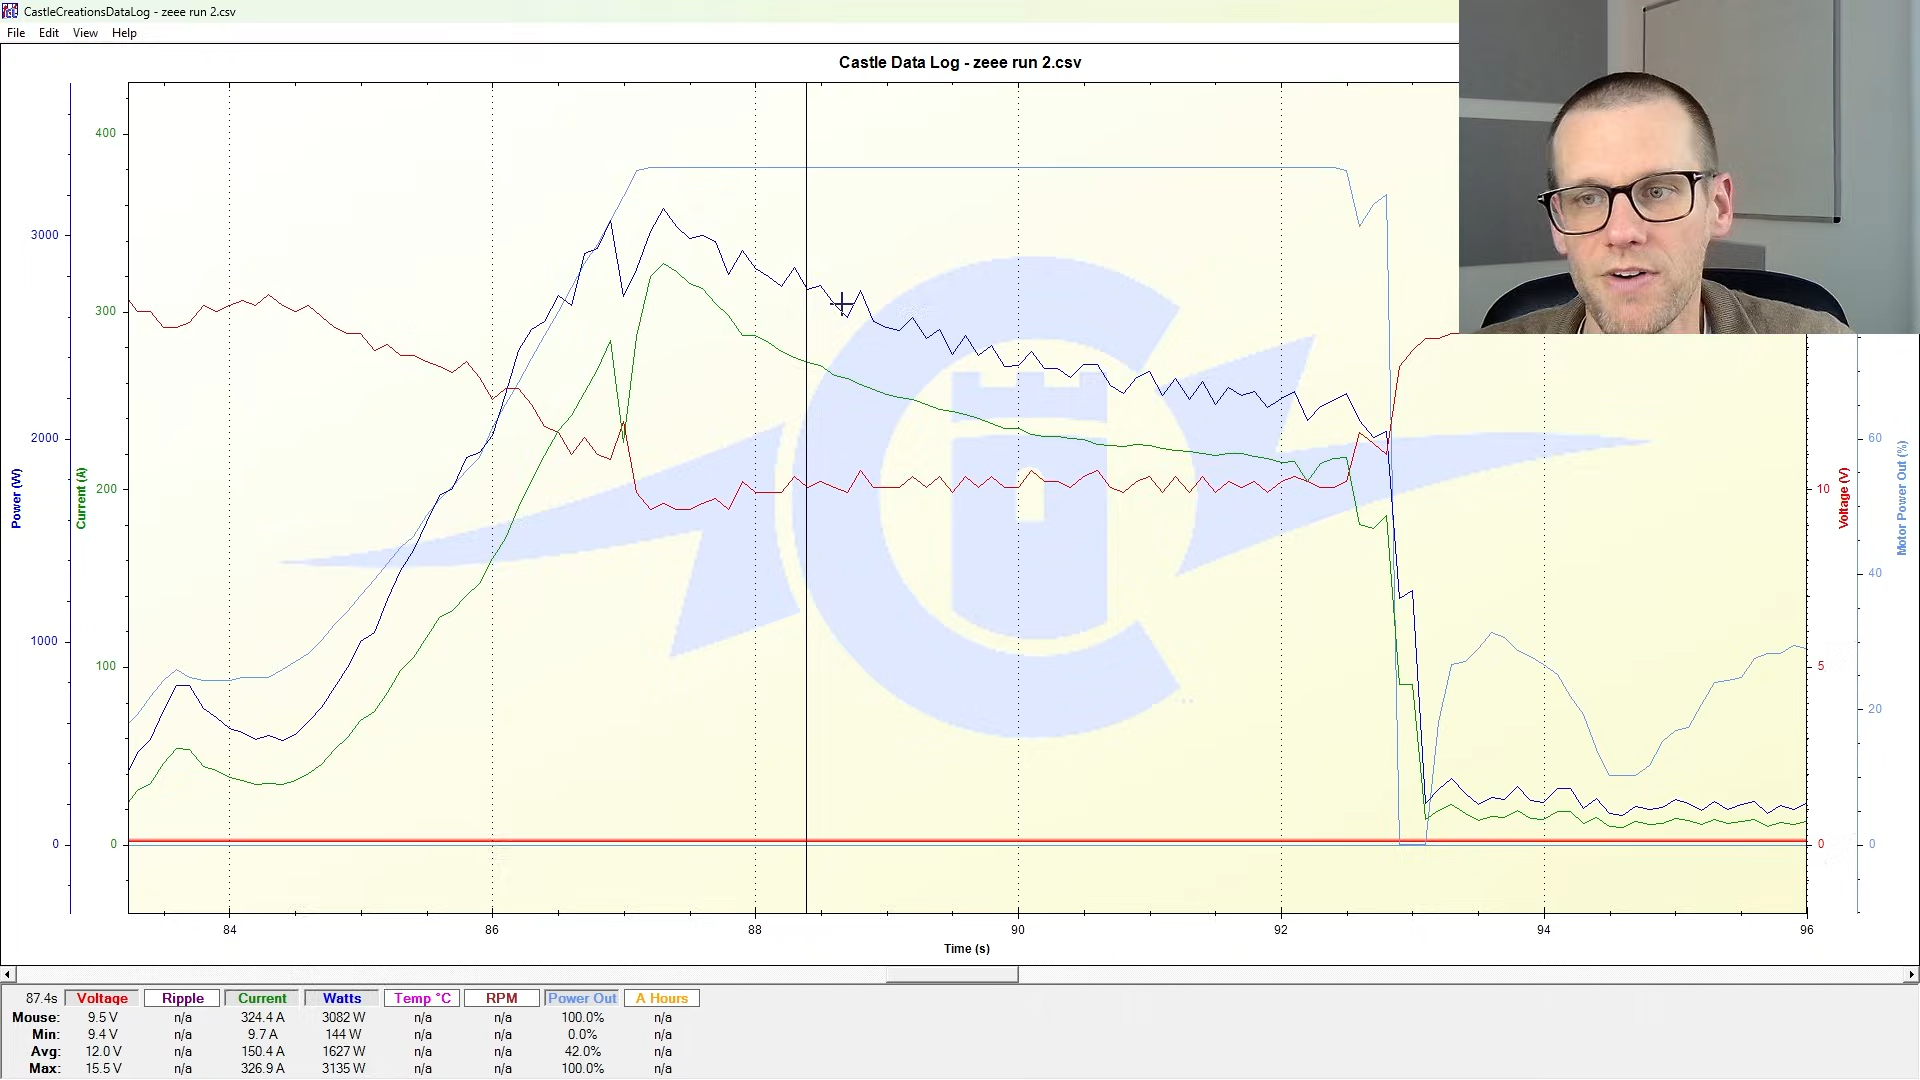 CastleCreationsDataLog - zeee run 2.csv
File Edit View Help
Castle Data Log - zeee run 2.csv
Power (W)
3000
2000
1000
0
Current (A)
400
300
200
100
0
10
5
0
Voltage (V)
60
40
20
0
Motor Power Out (%)
84 86 88 90 92 94 96
Time (s)
87.4s Voltage Ripple Current Watts Temp °C RPM Power Out A Hours
Mouse: 9.5 V n/a 324.4 A 3082 W n/a n/a 100.0% n/a
Min: 9.4 V n/a 9.7 A 144 W n/a n/a 0.0% n/a
Avg: 12.0 V n/a 150.4 A 1627 W n/a n/a 42.0% n/a
Max: 15.5 V n/a 326.9 A 3135 W n/a n/a 100.0% n/a